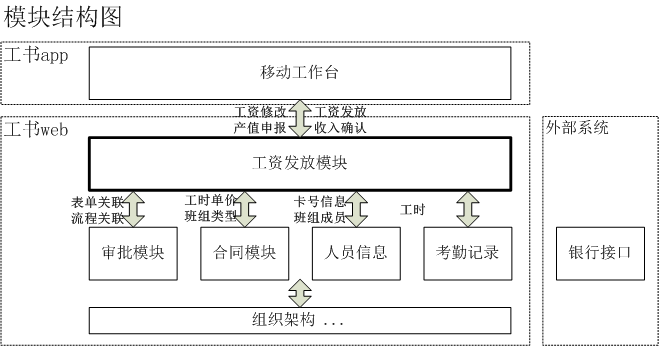 模块结构图
工书app
移动工作台
工资修改 工资发放
产值申报 收入确认
工书web
外部系统
工资发放模块
表单关联
流程关联
工时单价
班组类型
卡号信息
班组成员
工时
审批模块
合同模块
人员信息
考勤记录
银行接口
组织架构 ...